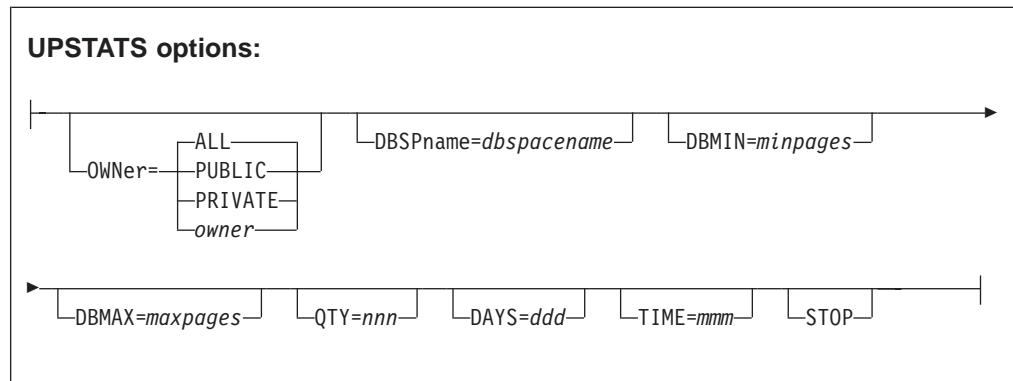 UPSTATS options:
ALL
OWNer= PUBLIC DBSPname=dbspacename DBMIN=minpages
PRIVATE
owner
DBMAX=maxpages QTY=nnn DAYS=ddd TIME=mmm STOP